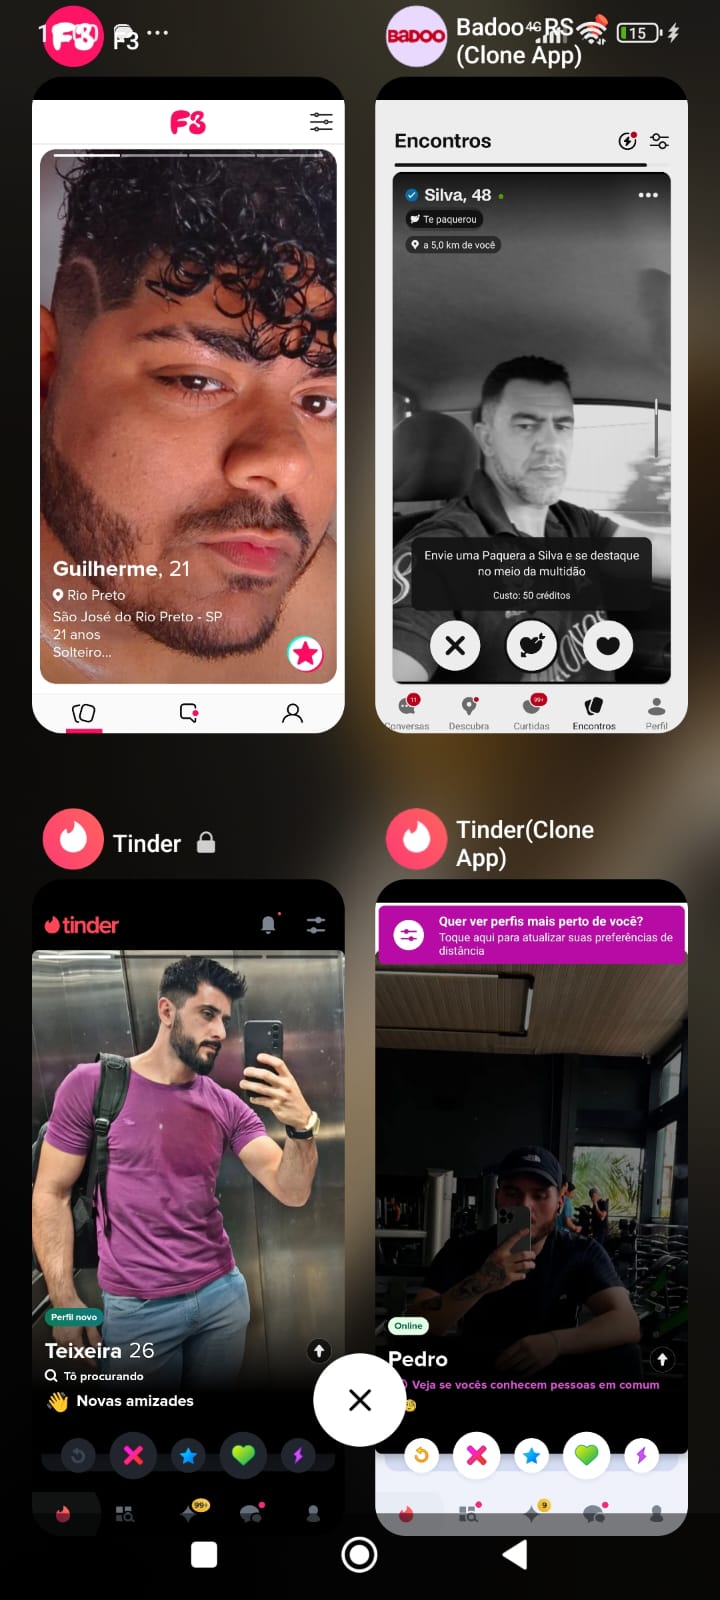 F3
Badoo
Badoo RS
(Clone App)
4G
15
F3
Guilherme, 21
Rio Preto
São José do Rio Preto - SP
21 anos
Solteiro...
Encontros
Silva, 48
Te paquerou
a 5,0 km de você
Envie uma Paquera a Silva e se destaque
no meio da multidão
Custo: 50 créditos
11
99+
Conversas
Descubra
Curtidas
Encontros
Perfil
Tinder
Tinder(Clone
App)
tinder
Perfil novo
Teixeira 26
Tô procurando
Novas amizades
99+
Quer ver perfis mais perto de você?
Toque aqui para atualizar suas preferências de
distância
Online
Pedro
Veja se vocês conhecem pessoas em comum
9